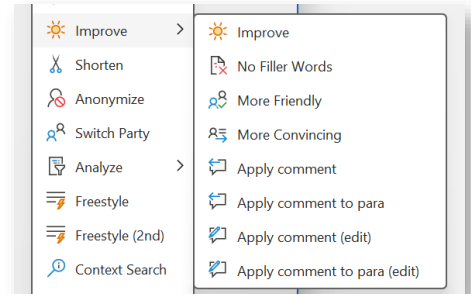 Improve
Shorten
Anonymize
Switch Party
Analyze
Freestyle
Freestyle (2nd)
Context Search
Improve
No Filler Words
More Friendly
More Convincing
Apply comment
Apply comment to para
Apply comment (edit)
Apply comment to para (edit)